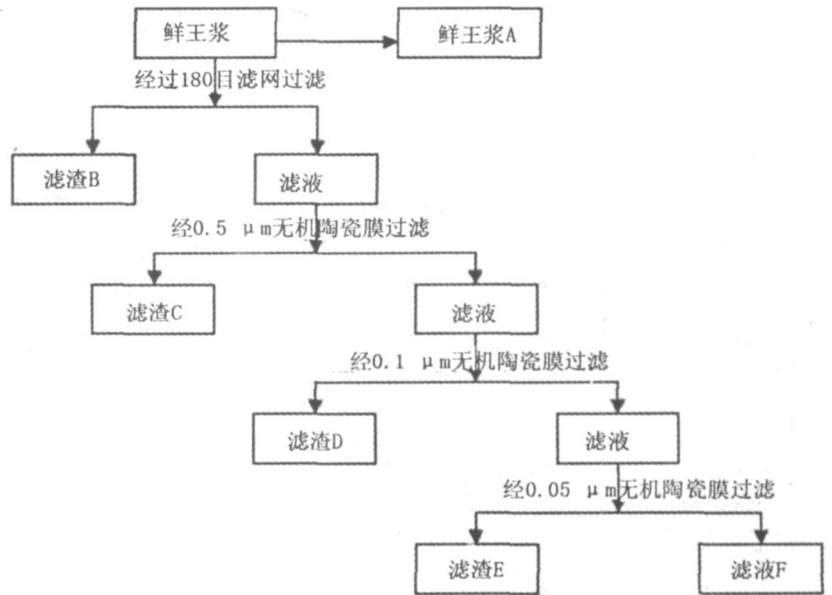 鲜王浆
鲜王浆A
经过180目滤网过滤
滤渣B
滤液
经0.5 μm无机陶瓷膜过滤
滤渣C
滤液
经0.1 μm无机陶瓷膜过滤
滤渣D
滤液
经0.05 μm无机陶瓷膜过滤
滤渣E
滤液F